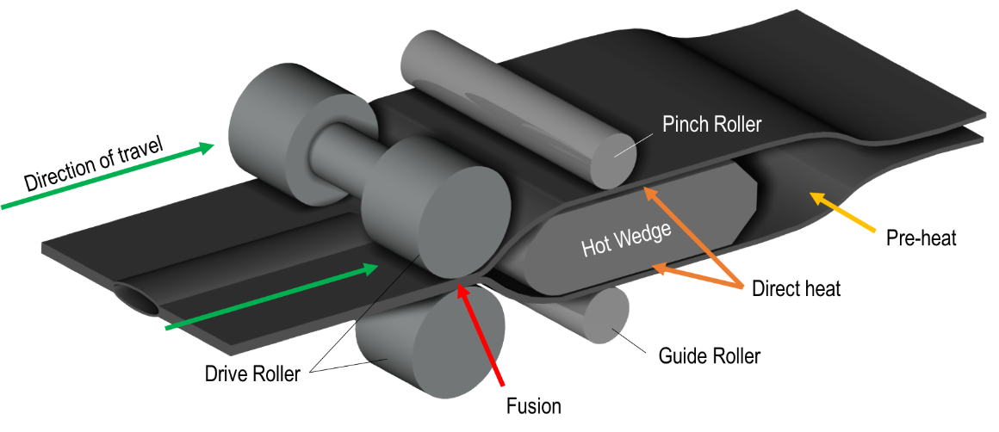 Pinch Roller
Direction of travel
Hot Wedge
Pre-heat
Direct heat
Guide Roller
Drive Roller
Fusion